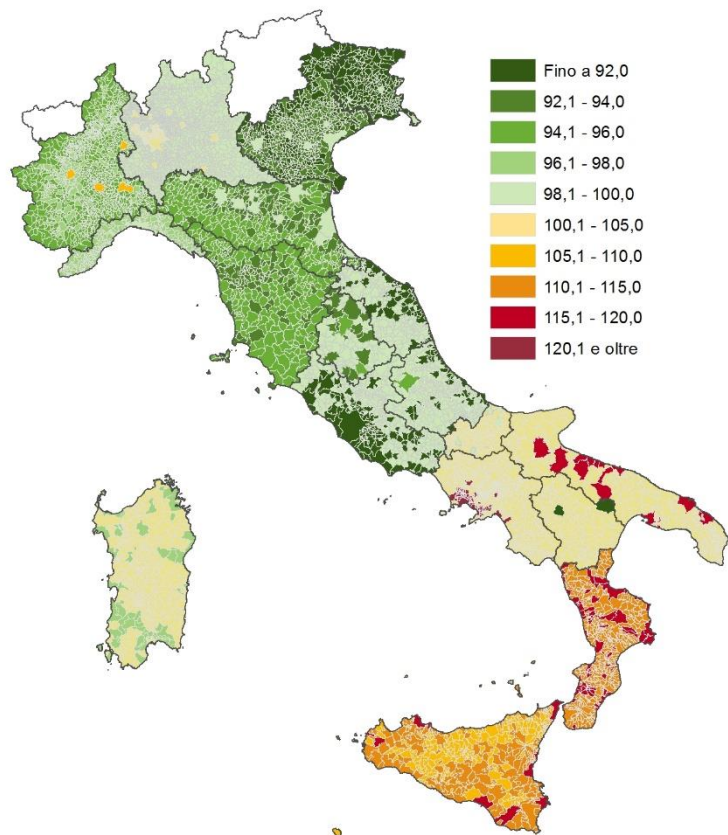 Fino a 92,0
92,1 - 94,0
94,1 - 96,0
96,1 - 98,0
98,1 - 100,0
100,1 - 105,0
105,1 - 110,0
110,1 - 115,0
115,1 - 120,0
120,1 e oltre